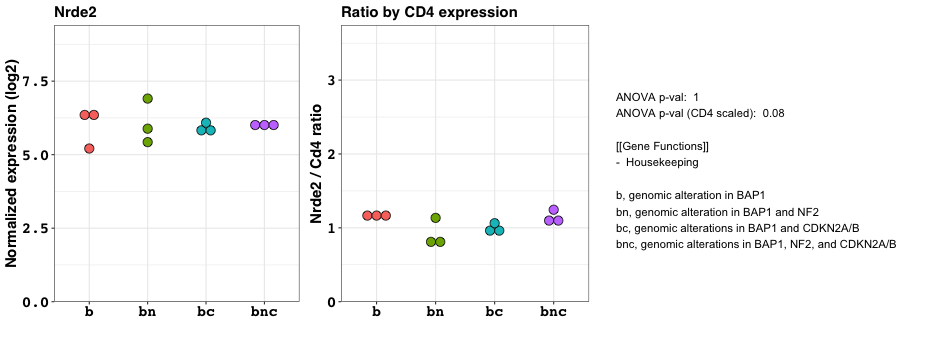 Nrde2
Normalized expression (log2)
7.5
5.0
2.5
0.0
b bn bc bnc
Ratio by CD4 expression
Nrde2 / Cd4 ratio
3
2
1
0
b bn bc bnc
ANOVA p-val: 1
ANOVA p-val (CD4 scaled): 0.08
[[Gene Functions]]
- Housekeeping
b, genomic alteration in BAP1
bn, genomic alteration in BAP1 and NF2
bc, genomic alterations in BAP1 and CDKN2A/B
bnc, genomic alterations in BAP1, NF2, and CDKN2A/B